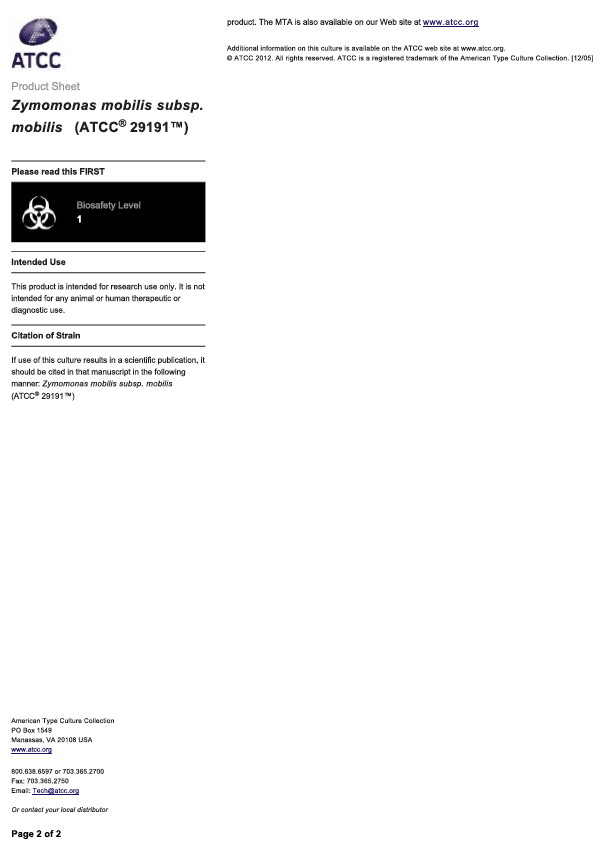 ATCC
Product Sheet
Zymomonas mobilis subsp.
mobilis (ATCC® 29191™)
Please read this FIRST
Biosafety Level
1
Intended Use
This product is intended for research use only. It is not
intended for any animal or human therapeutic or
diagnostic use.
Citation of Strain
If use of this culture results in a scientific publication, it
should be cited in that manuscript in the following
manner: Zymomonas mobilis subsp. mobilis
(ATCC® 29191™)
American Type Culture Collection
PO Box 1549
Manassas, VA 20108 USA
www.atcc.org
800.638.6597 or 703.365.2700
Fax: 703.365.2750
Email: Tech@atcc.org
Or contact your local distributor
Page 2 of 2
product. The MTA is also available on our Web site at www.atcc.org
Additional information on this culture is available on the ATCC web site at www.atcc.org.
© ATCC 2012. All rights reserved. ATCC is a registered trademark of the American Type Culture Collection. [12/05]